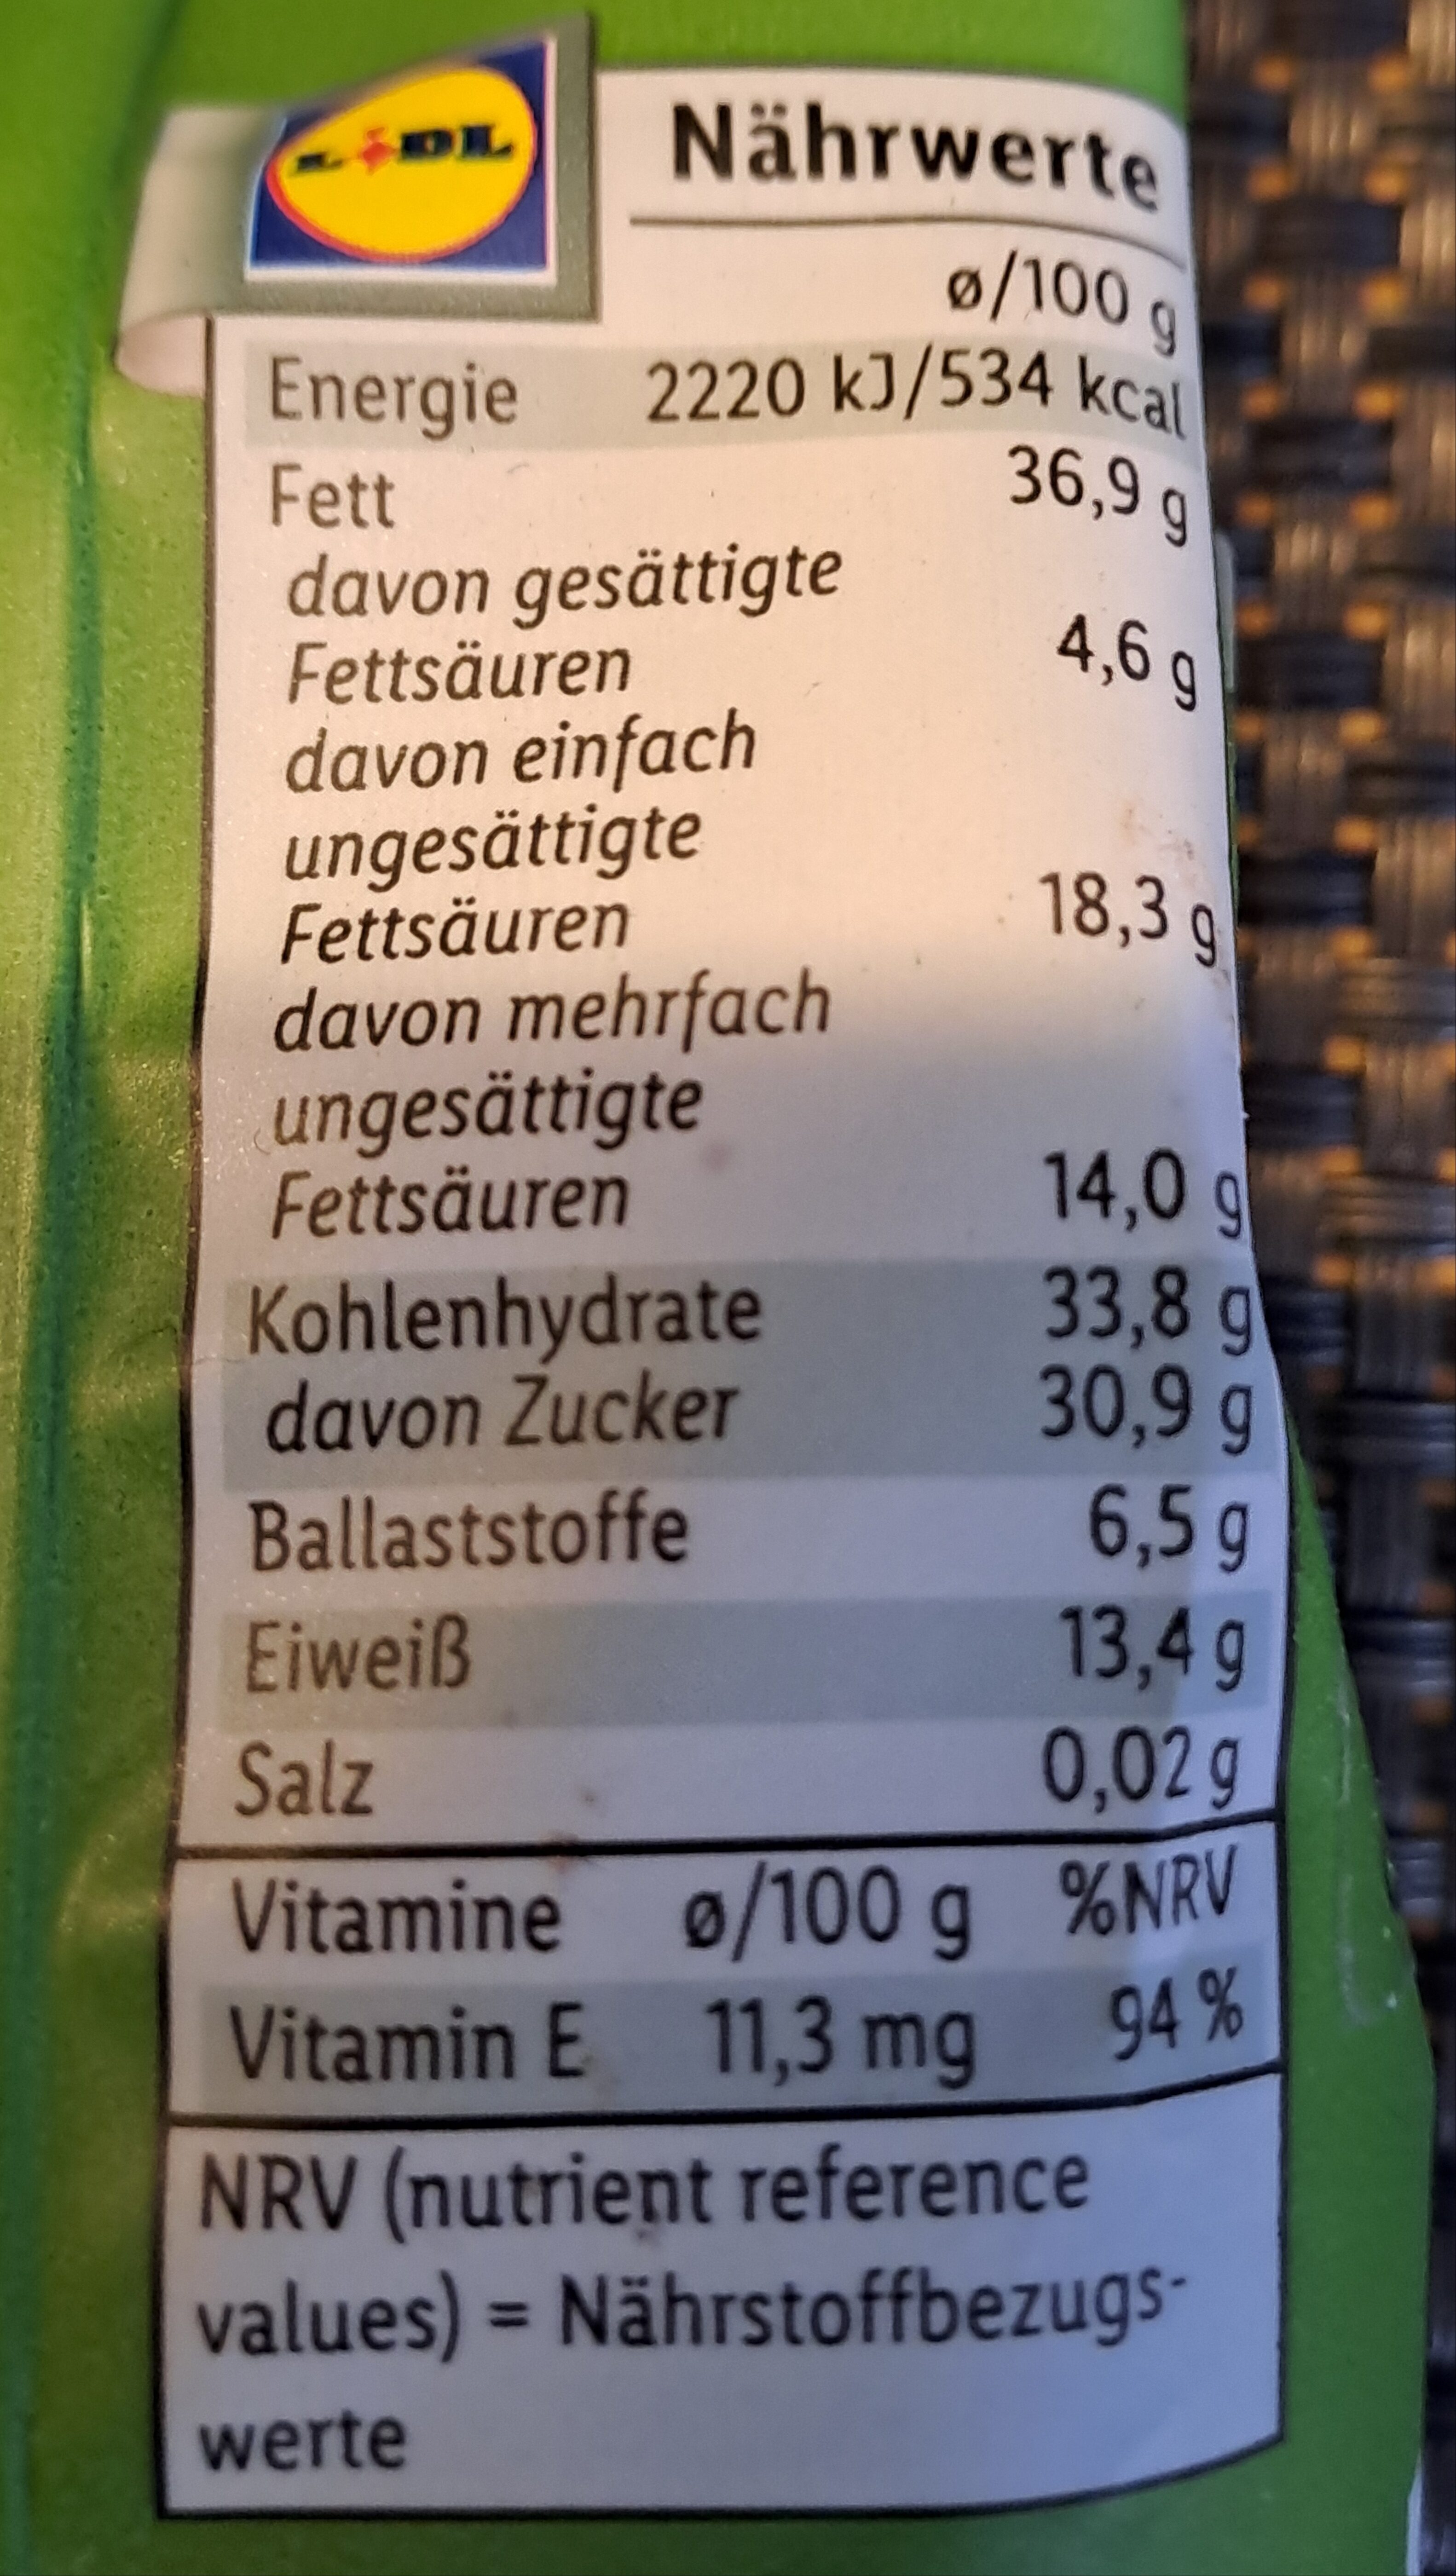 LIDL
Nährwerte
ø/100 g
Energie 2220 kJ/534 kcal
Fett 36,9 g
davon gesättigte
Fettsäuren 4,6 g
davon einfach
ungesättigte
Fettsäuren 18,3 g
davon mehrfach
ungesättigte
Fettsäuren 14,0 g
Kohlenhydrate 33,8 g
davon Zucker 30,9 g
Ballaststoffe 6,5 g
Eiweiß 13,4 g
Salz 0,02 g
Vitamine ø/100 g %NRV
Vitamin E 11,3 mg 94 %
NRV (nutrient reference
values) = Nährstoffbezugs-
werte